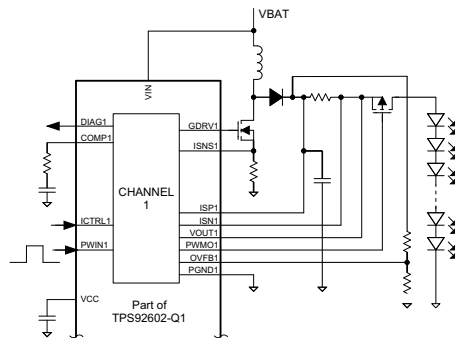 VBAT
VIN
DIAG1
COMP1
GDRV1
ISNS1
CHANNEL
1
ICTRL1
PWIN1
ISP1
ISN1
VOUT1
PWMO1
OVFB1
PGND1
VCC
Part of
TPS92602-Q1